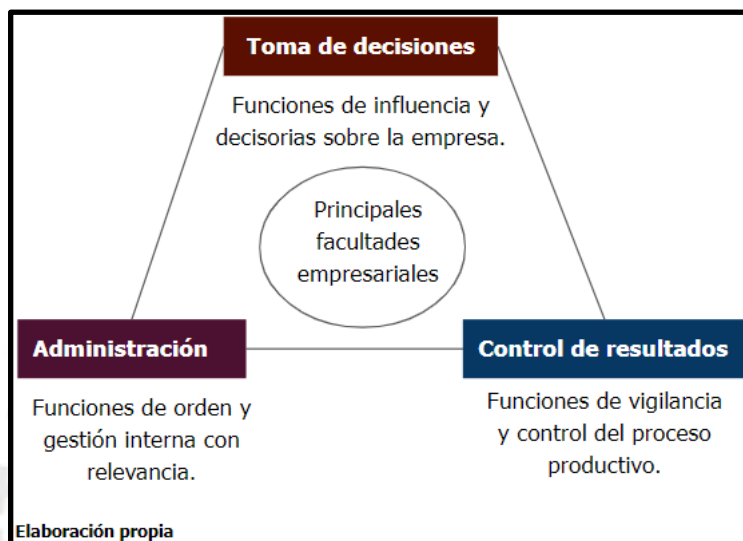 Toma de decisiones
Funciones de influencia y
decisorias sobre la empresa.
Principales
facultades
empresariales
Administración
Funciones de orden y
gestión interna con
relevancia.
Control de resultados
Funciones de vigilancia
y control del proceso
productivo.
Elaboración propia